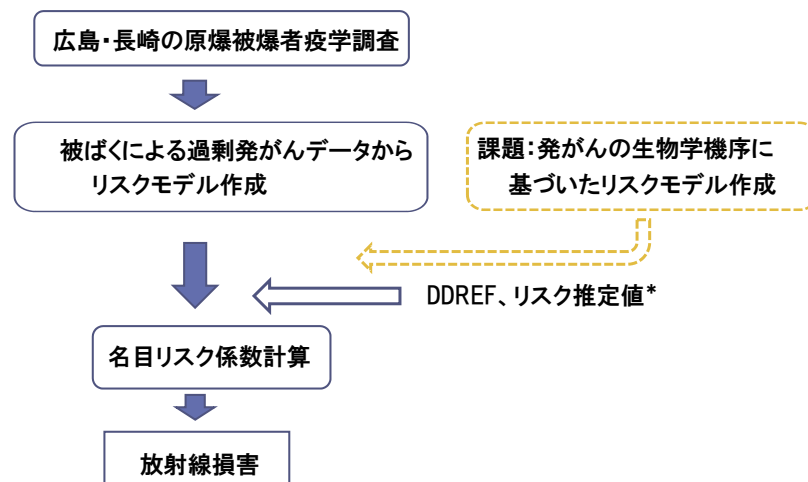 広島・長崎の原爆被爆者疫学調査
被ばくによる過剰発がんデータから
リスクモデル作成
課題：発がんの生物学機序に
基づいたリスクモデル作成
DDREF、リスク推定値*
名目リスク係数計算
放射線損害